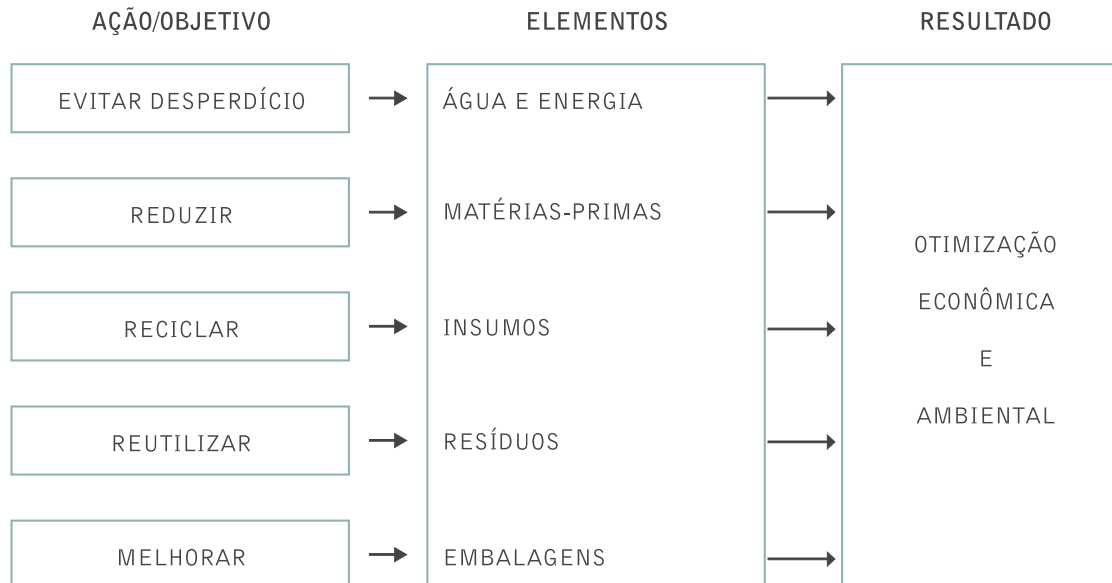 AÇÃO/OBJETIVO ELEMENTOS RESULTADO
EVITAR DESPERDÍCIO ÁGUA E ENERGIA
REDUZIR MATÉRIAS-PRIMAS
OTIMIZAÇÃO
ECONÔMICA
RECICLAR INSUMOS
E
AMBIENTAL
REUTILIZAR RESÍDUOS
MELHORAR EMBALAGENS